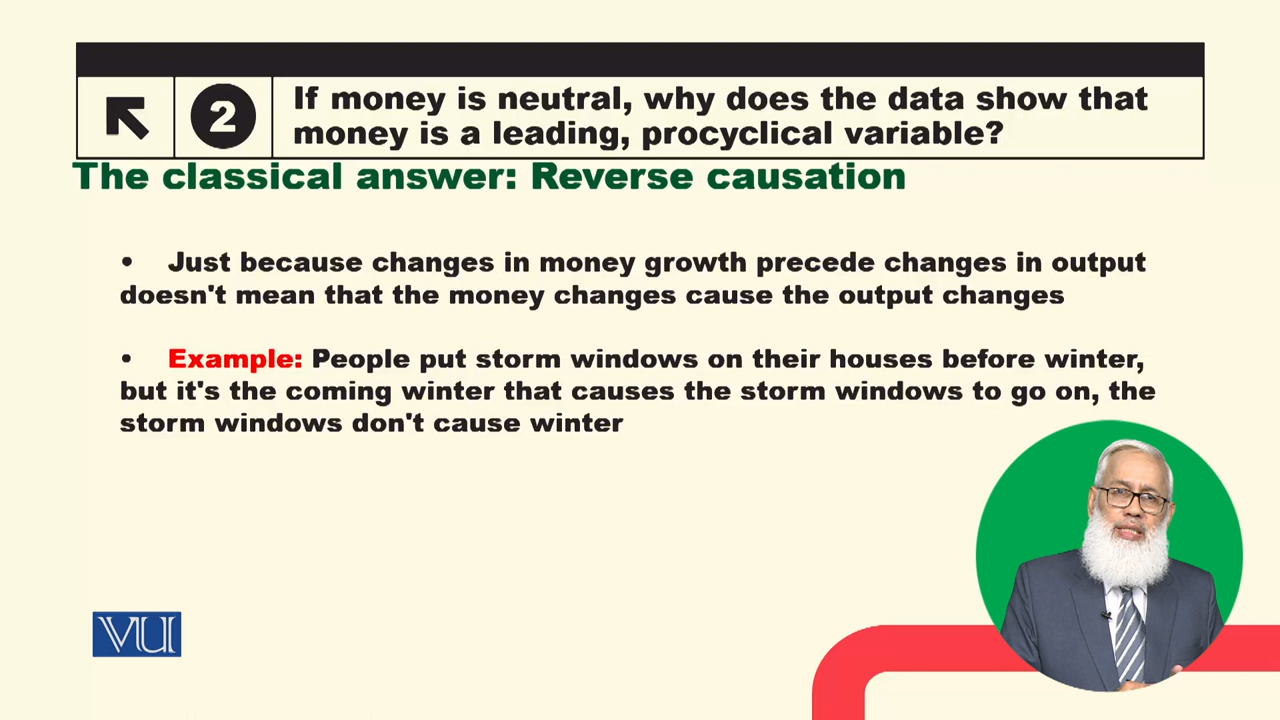 2
If money is neutral, why does the data show that
money is a leading, procyclical variable?
The classical answer: Reverse causation
• Just because changes in money growth precede changes in output
doesn't mean that the money changes cause the output changes
• Example: People put storm windows on their houses before winter,
but it's the coming winter that causes the storm windows to go on, the
storm windows don't cause winter
VU